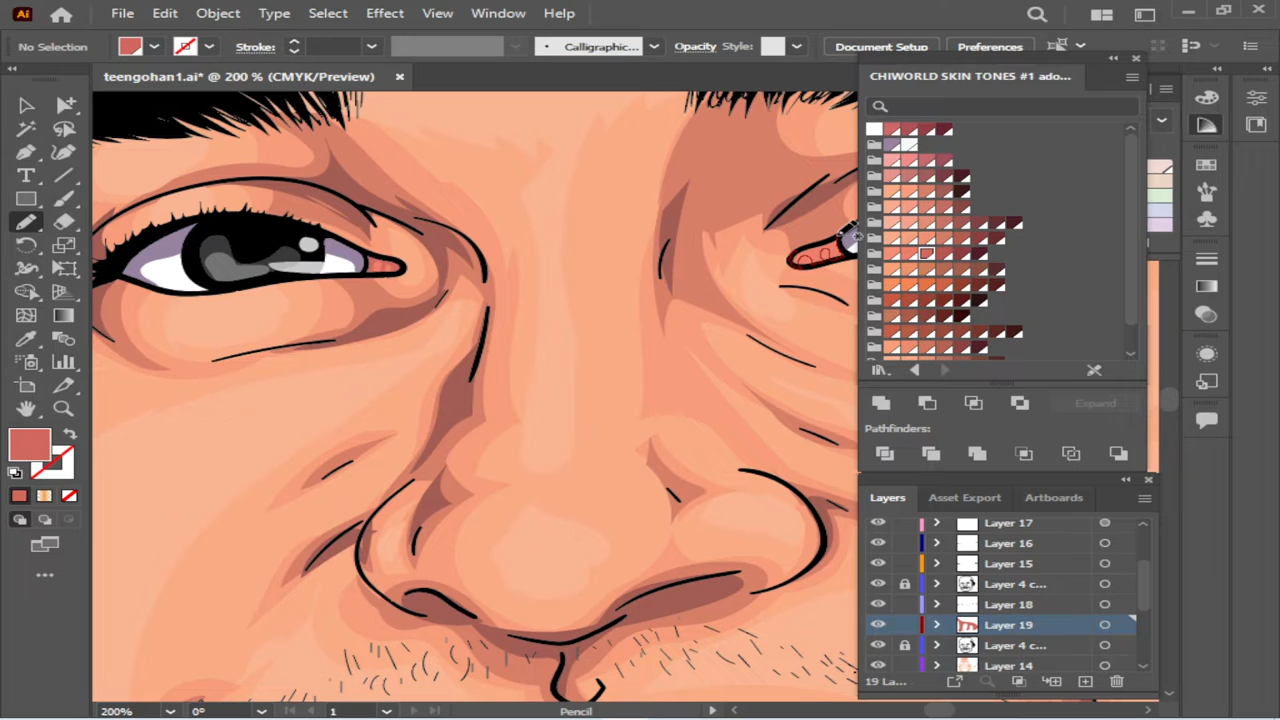 Ai File Edit Object Type Select Effect View Window Help
No Selection Stroke: Calligraphic... Opacity Style: Document Setup Preferences
teengohan1.ai* @ 200 % (CMYK/Preview)
CHIWORLD SKIN TONES #1 ado...
Expand
Pathfinders:
Layers Asset Export Artboards
Layer 17
Layer 16
Layer 15
Layer 4 c...
Layer 18
Layer 19
Layer 4 c...
Layer 14
19 La...
200% 0° 1 Pencil